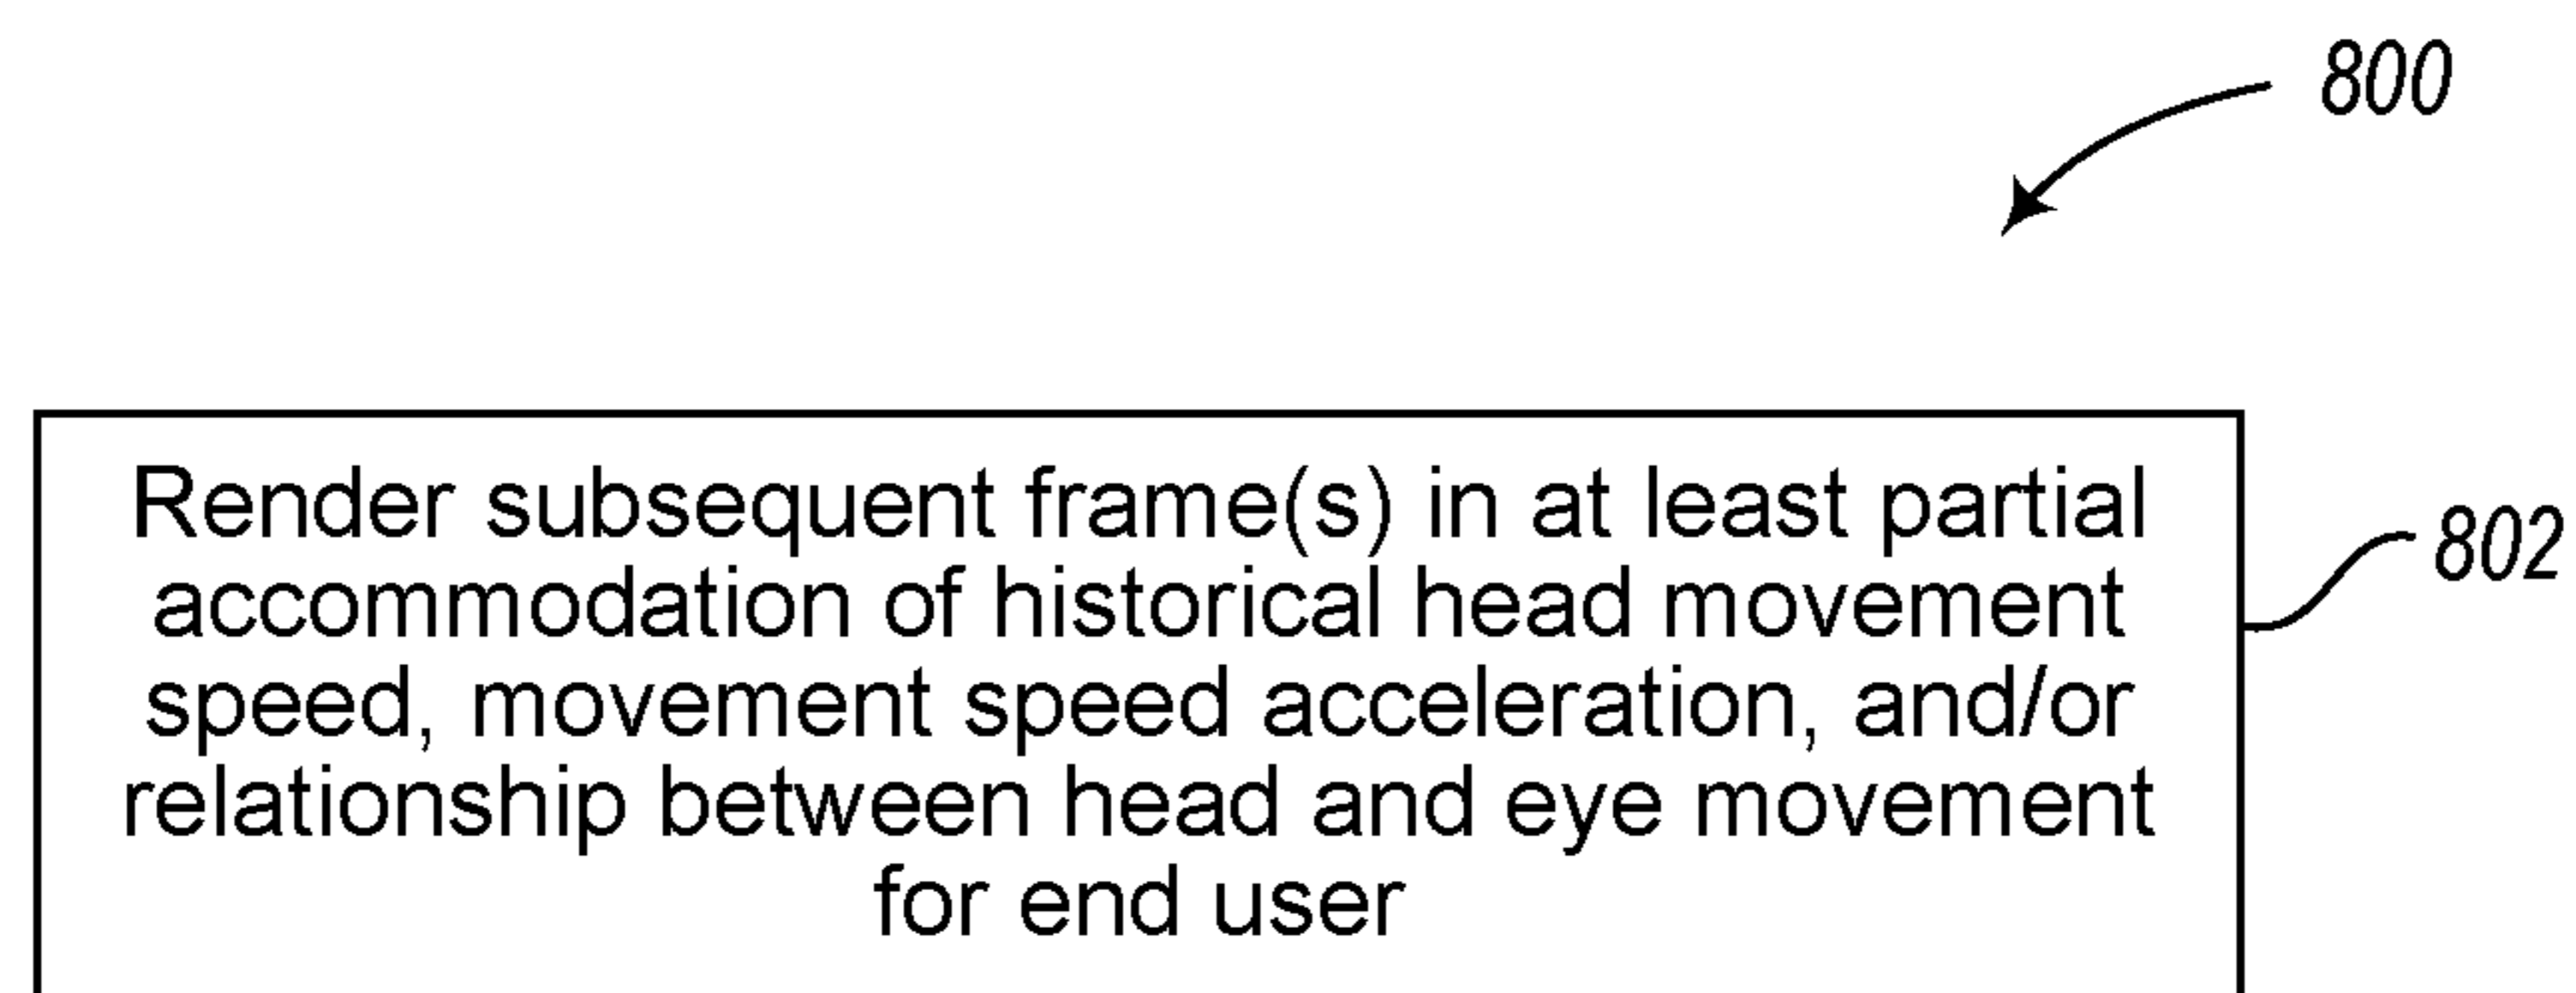 800
Render subsequent frame(s) in at least partial
accommodation of historical head movement
speed, movement speed acceleration, and/or
relationship between head and eye movement
for end user
802